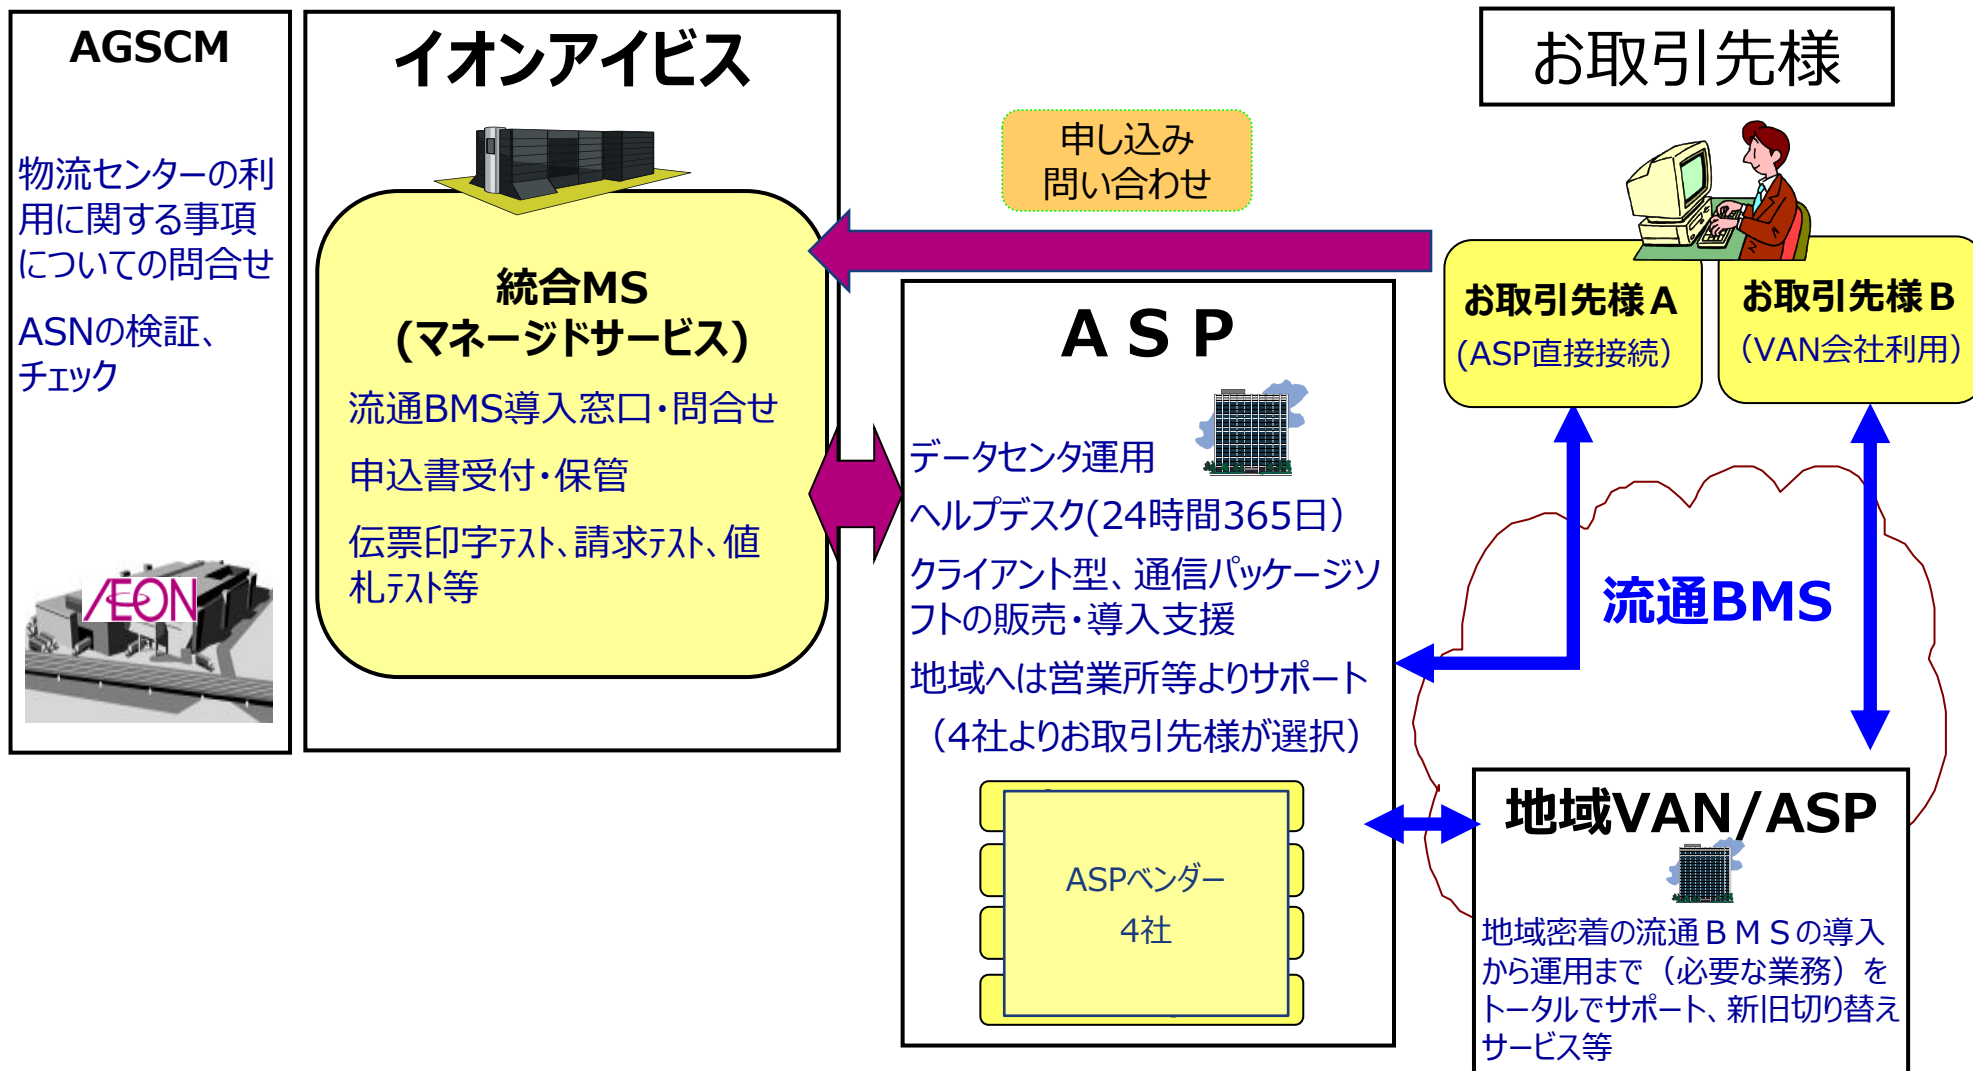 AGSCM
物流センターの利
用に関する事項
についての問合せ
ASNの検証、
チェック
AEON
イオンアイビス
統合MS
(マネージドサービス)
流通BMS導入窓口・問合せ
申込書受付・保管
伝票印字ﾃｽﾄ、請求ﾃｽﾄ、値
札ﾃｽﾄ等
申し込み
問い合わせ
ＡＳＰ
データセンタ運用
ヘルプデスク(24時間365日）
クライアント型、通信パッケージソ
フトの販売・導入支援
地域へは営業所等よりサポート
（4社よりお取引先様が選択）
ASPベンダー
4社
お取引先様
お取引先様Ａ
(ASP直接接続）
お取引先様Ｂ
（VAN会社利用）
流通BMS
地域VAN/ASP
地域密着の流通ＢＭＳの導入
から運用まで（必要な業務）を
トータルでサポート、新旧切り替え
サービス等